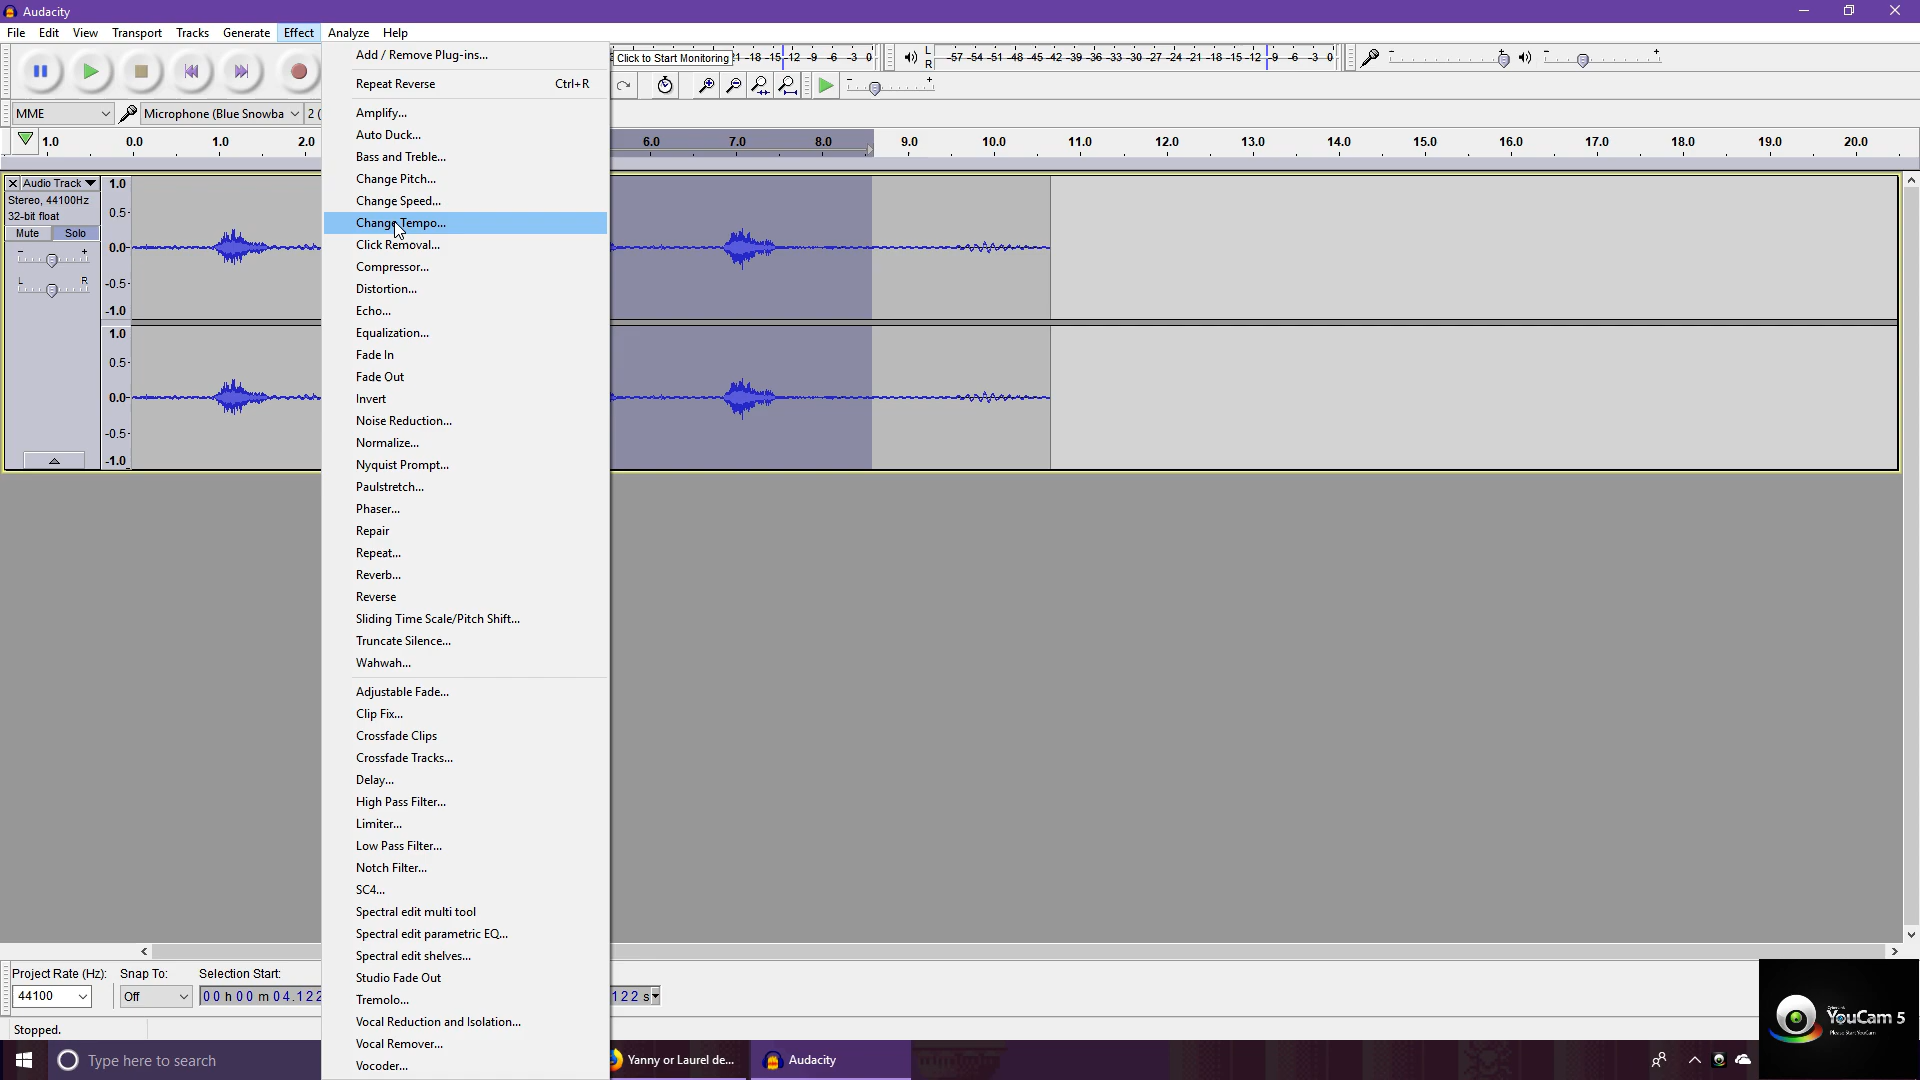 Audacity
File Edit View Transport Tracks Generate Effect Analyze Help
Add / Remove Plug-ins...
Click to Start Monitoring
-18 -15 -12 -9 -6 -3 0
L
R
-57 -54 -51 -48 -45 -42 -39 -36 -33 -30 -27 -24 -21 -18 -15 -12 -9 -6 -3 0
- +
- +
Repeat Reverse Ctrl+R
- +
MME
Microphone (Blue Snowba
2 (
Amplify...
Auto Duck...
1.0 0.0 1.0 2.0 6.0 7.0 8.0 9.0 10.0 11.0 12.0 13.0 14.0 15.0 16.0 17.0 18.0 19.0 20.0
Bass and Treble...
Change Pitch...
Change Speed...
Change Tempo...
Click Removal...
Compressor...
Distortion...
Echo...
Equalization...
Fade In
Fade Out
Invert
Noise Reduction...
Normalize...
Nyquist Prompt...
Paulstretch...
Phaser...
Repair
Repeat...
Reverb...
Reverse
Sliding Time Scale/Pitch Shift...
Truncate Silence...
Wahwah...
Adjustable Fade...
Clip Fix...
Crossfade Clips
Crossfade Tracks...
Delay...
High Pass Filter...
Limiter...
Low Pass Filter...
Notch Filter...
SC4...
Spectral edit multi tool
Spectral edit parametric EQ...
Spectral edit shelves...
Studio Fade Out
Tremolo...
Vocal Reduction and Isolation...
Vocal Remover...
Vocoder...
Audio Track
Stereo, 44100Hz
32-bit float
Mute Solo
- +
L R
1.0
0.5
0.0
-0.5
-1.0
1.0
0.5
0.0
-0.5
-1.0
Project Rate (Hz): Snap To: Selection Start:
44100 Off 00 h 00 m 04.122
122 s
Stopped.
YouCam 5
Type here to search
Yanny or Laurel de...
Audacity